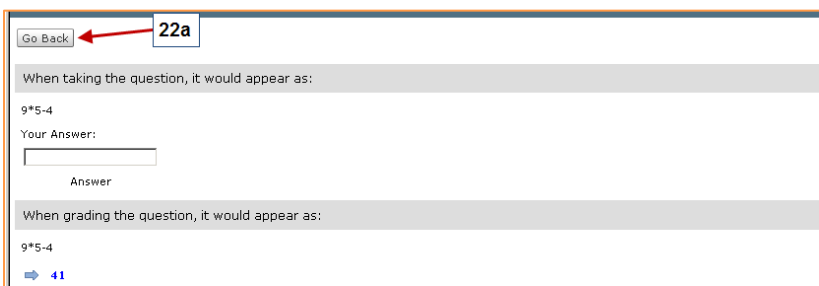 Go Back 22a
When taking the question, it would appear as:
9*5-4
Your Answer:
Answer
When grading the question, it would appear as:
9*5-4
41